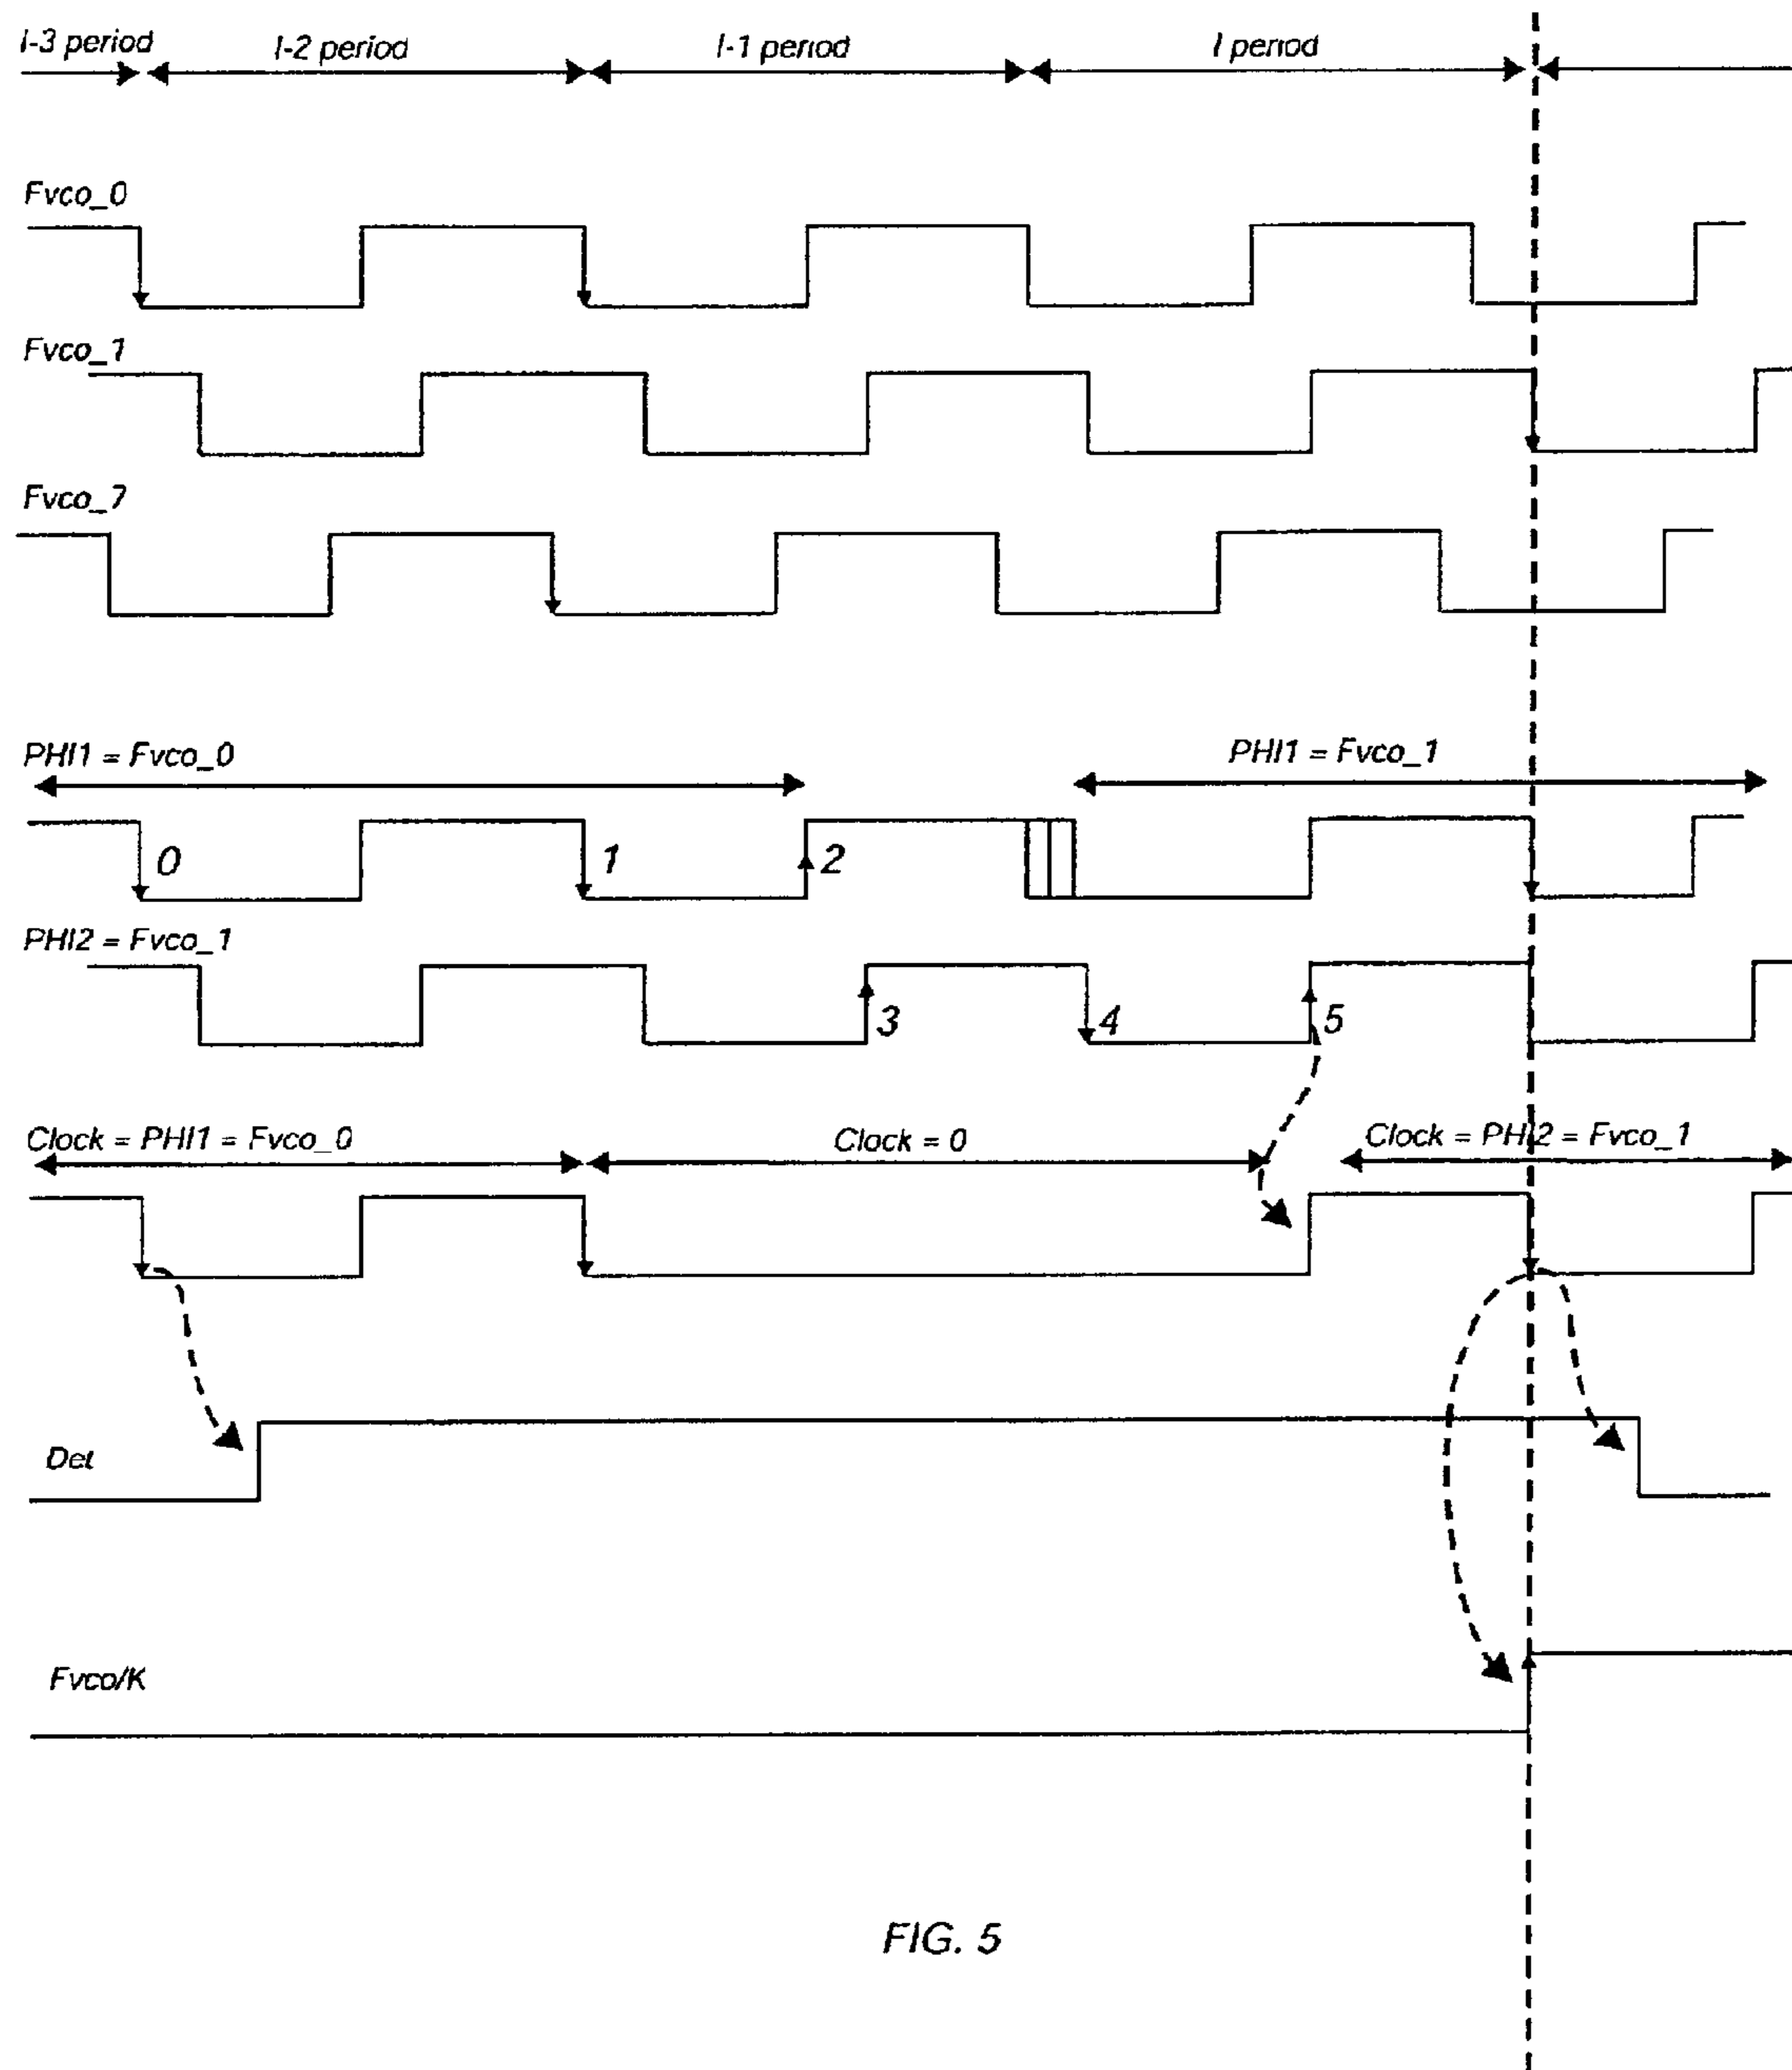 I-3 period
I-2 period
I-1 period
I period
Fvco_0
Fvco_1
Fvco_7
PHI1 = Fvco_0
PHI1 = Fvco_1
0
1
2
PHI2 = Fvco_1
3
4
5
Clock = PHI1 = Fvco_0
Clock = 0
Clock = PHI2 = Fvco_1
Det
Fvco/K
FIG. 5